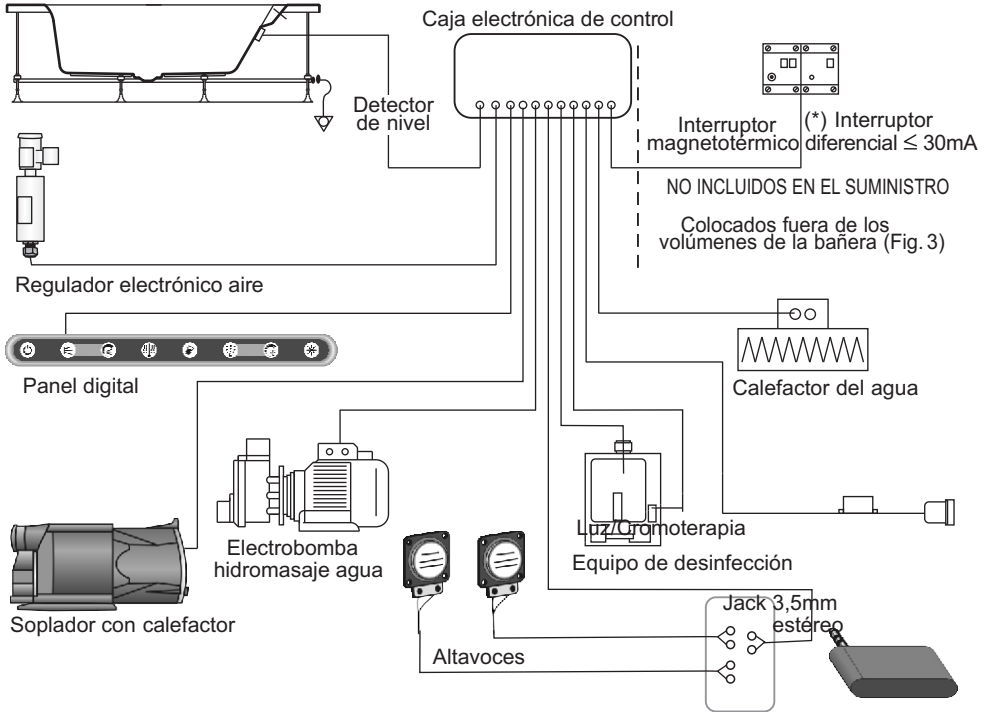 Caja electrónica de control
Detector
de nivel
Interruptor
magnetotérmico
(*) Interruptor
diferencial ≤ 30mA
NO INCLUIDOS EN EL SUMINISTRO
Colocados fuera de los
volúmenes de la bañera (Fig. 3)
Regulador electrónico aire
Panel digital
Calefactor del agua
Electrobomba
hidromasaje agua
Luz/Cromoterapia
Equipo de desinfección
Soplador con calefactor
Altavoces
Jack 3,5mm
estéreo